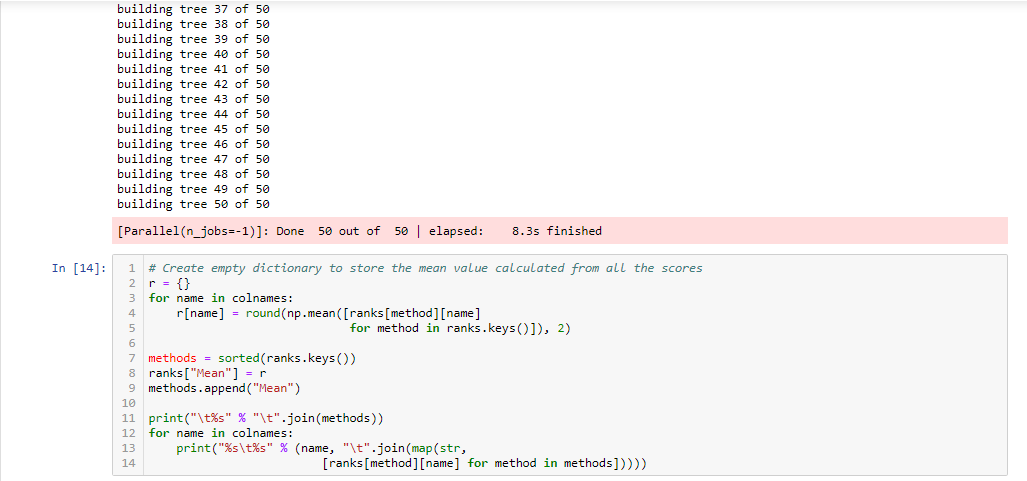 building tree 37 of 50
building tree 38 of 50
building tree 39 of 50
building tree 40 of 50
building tree 41 of 50
building tree 42 of 50
building tree 43 of 50
building tree 44 of 50
building tree 45 of 50
building tree 46 of 50
building tree 47 of 50
building tree 48 of 50
building tree 49 of 50
building tree 50 of 50
[Parallel(n_jobs=-1)]: Done  50 out of  50 | elapsed:    8.3s finished
In [14]:
1 # Create empty dictionary to store the mean value calculated from all the scores
2 r = {}
3 for name in colnames:
4     r[name] = round(np.mean([ranks[method][name]
5                              for method in ranks.keys()]), 2)
6
7 methods = sorted(ranks.keys())
8 ranks["Mean"] = r
9 methods.append("Mean")
10
11 print("\t%s" % "\t".join(methods))
12 for name in colnames:
13     print("%s\t%s" % (name, "\t".join(map(str,
14                          [ranks[method][name] for method in methods]))))